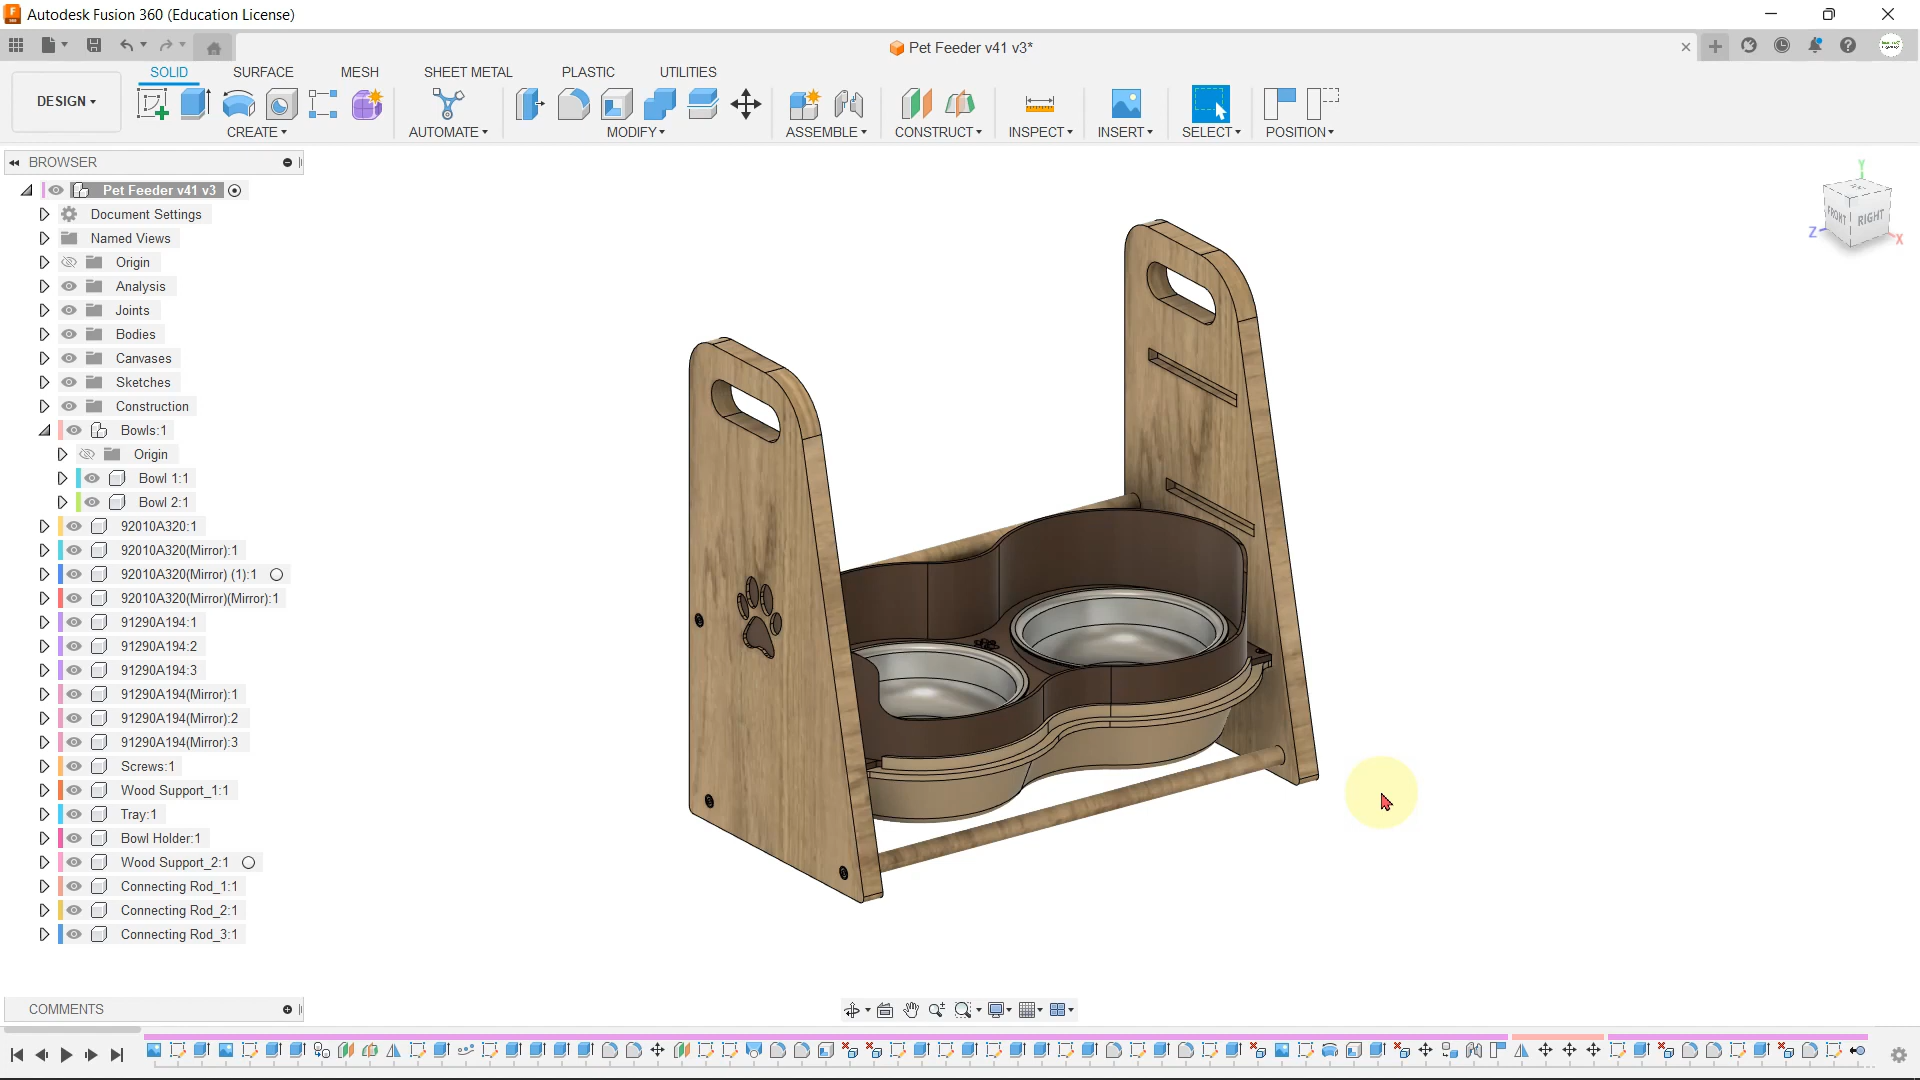 Autodesk Fusion 360 (Education License)
Pet Feeder v41 v3*
SOLID SURFACE MESH SHEET METAL PLASTIC UTILITIES
DESIGN
CREATE AUTOMATE MODIFY ASSEMBLE CONSTRUCT INSPECT INSERT SELECT POSITION
BROWSER
Pet Feeder v41 v3
Document Settings
Named Views
Origin
Analysis
Joints
Bodies
Canvases
Sketches
Construction
Bowls:1
Origin
Bowl 1:1
Bowl 2:1
92010A320:1
92010A320(Mirror):1
92010A320(Mirror) (1):1
92010A320(Mirror)(Mirror):1
91290A194:1
91290A194:2
91290A194:3
91290A194(Mirror):1
91290A194(Mirror):2
91290A194(Mirror):3
Screws:1
Wood Support_1:1
Tray:1
Bowl Holder:1
Wood Support_2:1
Connecting Rod_1:1
Connecting Rod_2:1
Connecting Rod_3:1
COMMENTS
Y
FRONT RIGHT
Z
X